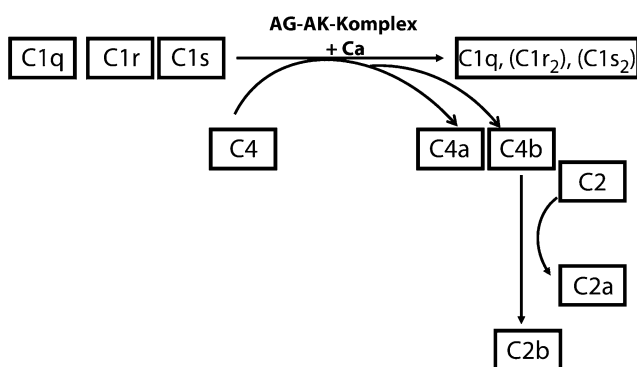 AG-AK-Komplex
+ Ca
C1q C1r C1s
C1q, (C1r₂), (C1s₂)
C4
C4a C4b
C2
C2a
C2b